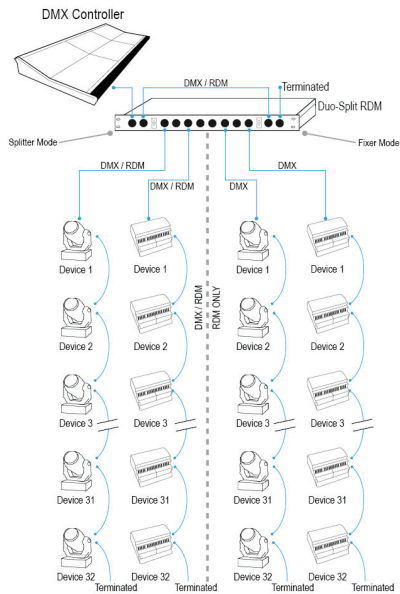 DMX Controller
DMX / RDM
Terminated
Duo-Split RDM
Splitter Mode
Fixer Mode
DMX / RDM
DMX
DMX / RDM
DMX
DMX / RDM
RDM ONLY
Device 1
Device 1
Device 1
Device 1
Device 2
Device 2
Device 2
Device 2
Device 3
Device 3
Device 3
Device 3
Device 31
Device 31
Device 31
Device 31
Device 32
Device 32
Device 32
Device 32
Terminated
Terminated
Terminated
Terminated